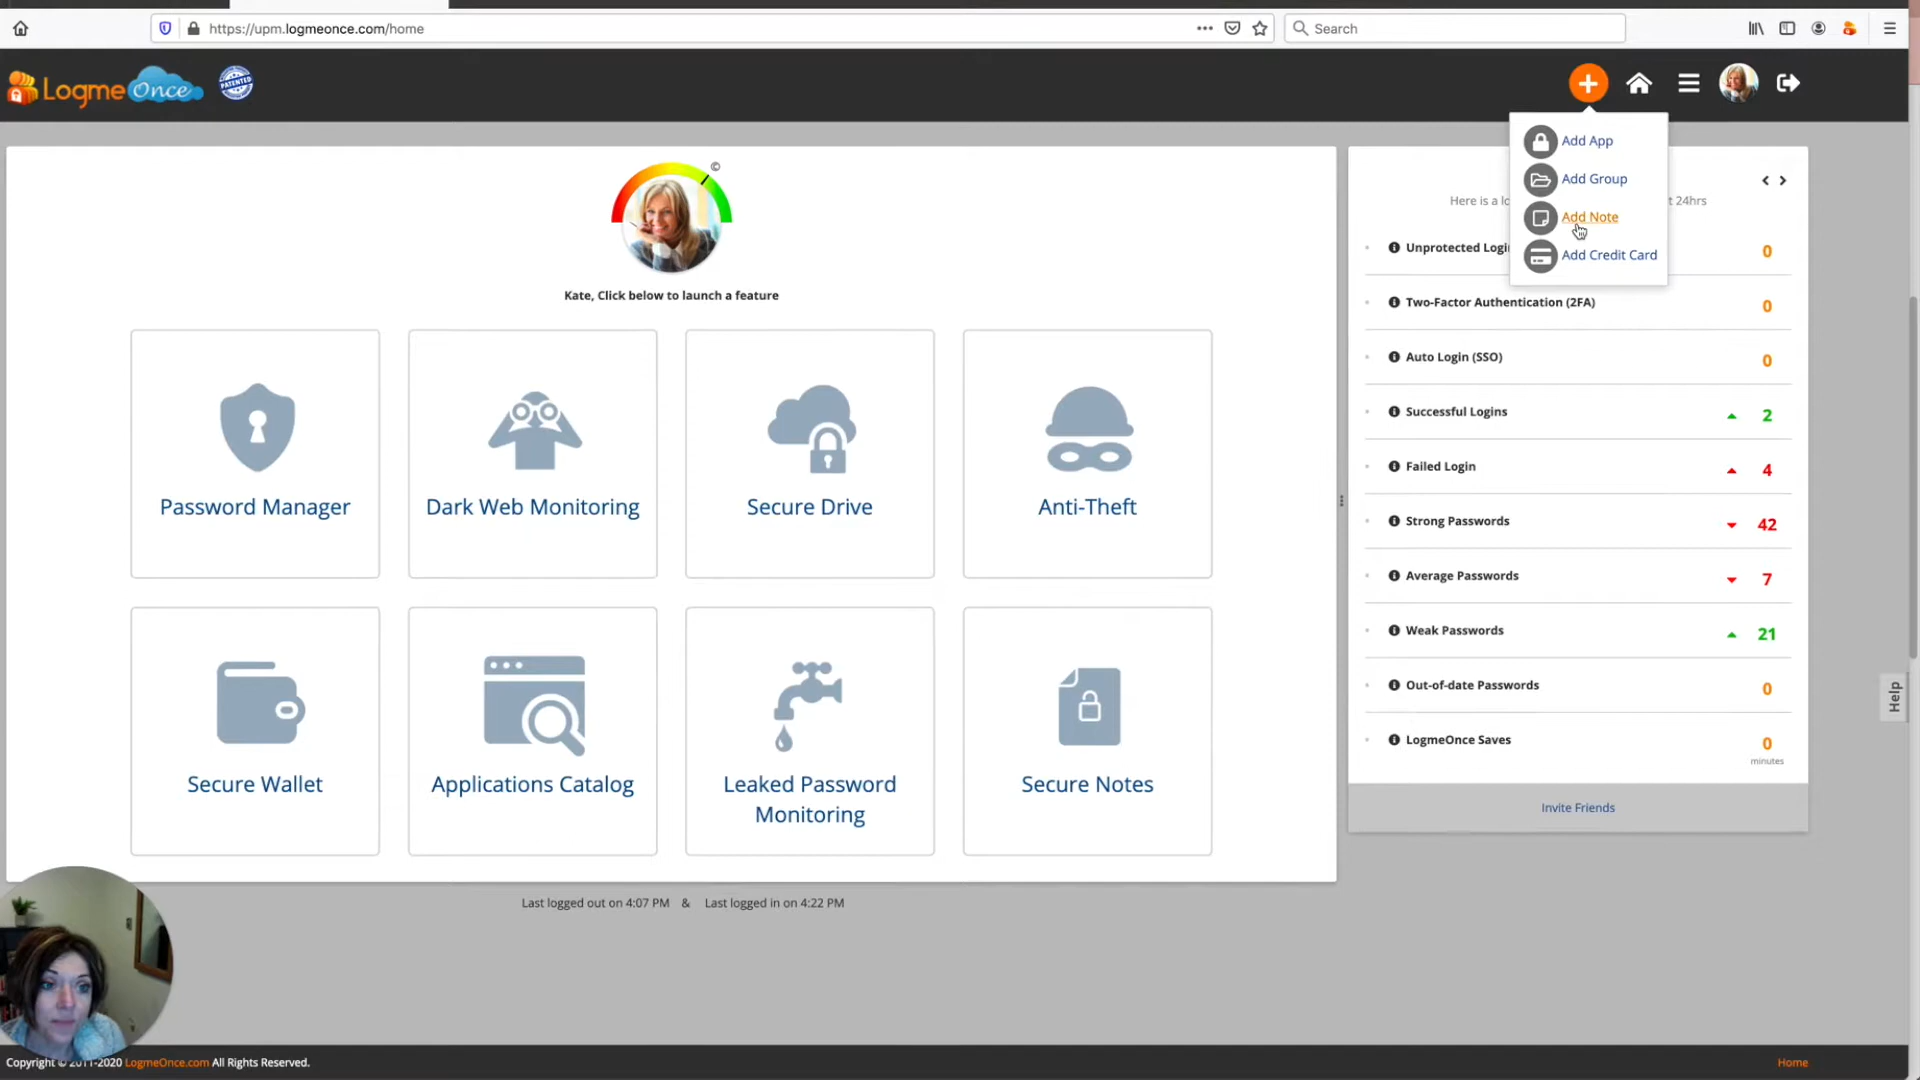 https://upm.logmeonce.com/home
Search
LogmeOnce
PATENTED
Add App
Add Group
Add Note
Add Credit Card
©
Kate, Click below to launch a feature
Password Manager
Dark Web Monitoring
Secure Drive
Anti-Theft
Secure Wallet
Applications Catalog
Leaked Password
Monitoring
Secure Notes
Last logged out on 4:07 PM & Last logged in on 4:22 PM
Here is a t 24hrs
Unprotected 0
Two-Factor Authentication (2FA) 0
Auto Login (SSO) 0
Successful Logins 2
Failed Login 4
Strong Passwords 42
Average Passwords 7
Weak Passwords 21
Out-of-date Passwords 0
LogmeOnce Saves 0
minutes
Invite Friends
Help
Copyright © 2011-2020 LogmeOnce.com All Rights Reserved.
Home